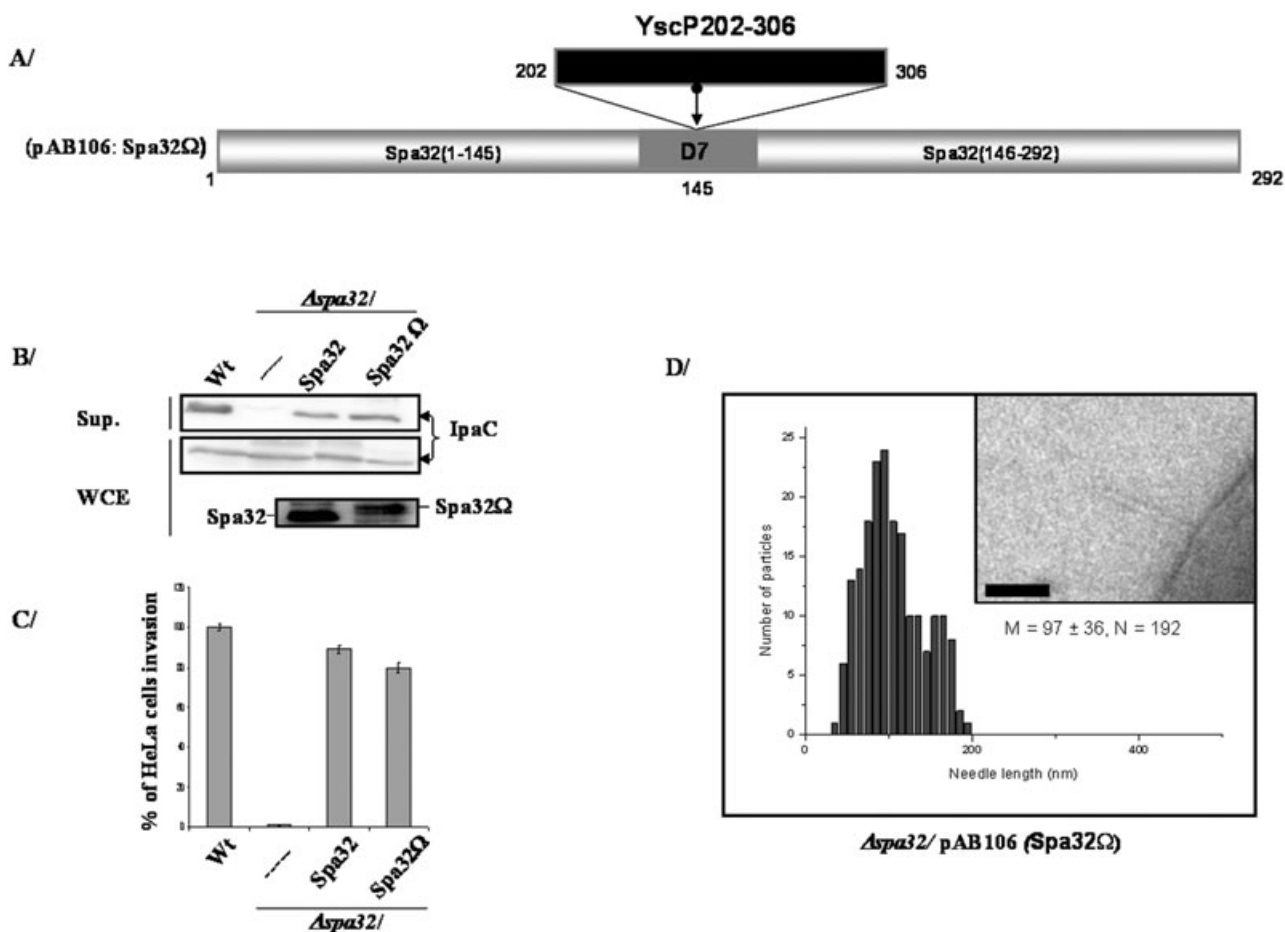 A/
YscP202-306
202
306
(pAB106: Spa32Ω)
Spa32(1-145)
D7
Spa32(146-292)
1
145
292
B/
Δspa32/
Wt
—
Spa32
Spa32Ω
Sup.
IpaC
WCE
Spa32
Spa32Ω
C/
% of HeLa cells invasion
Wt
----
Spa32
Spa32Ω
Δspa32/
D/
Number of particles
25
20
15
10
5
0
0
200
400
Needle length (nm)
M = 97 ± 36, N = 192
Δspa32/ pAB106 (Spa32Ω)